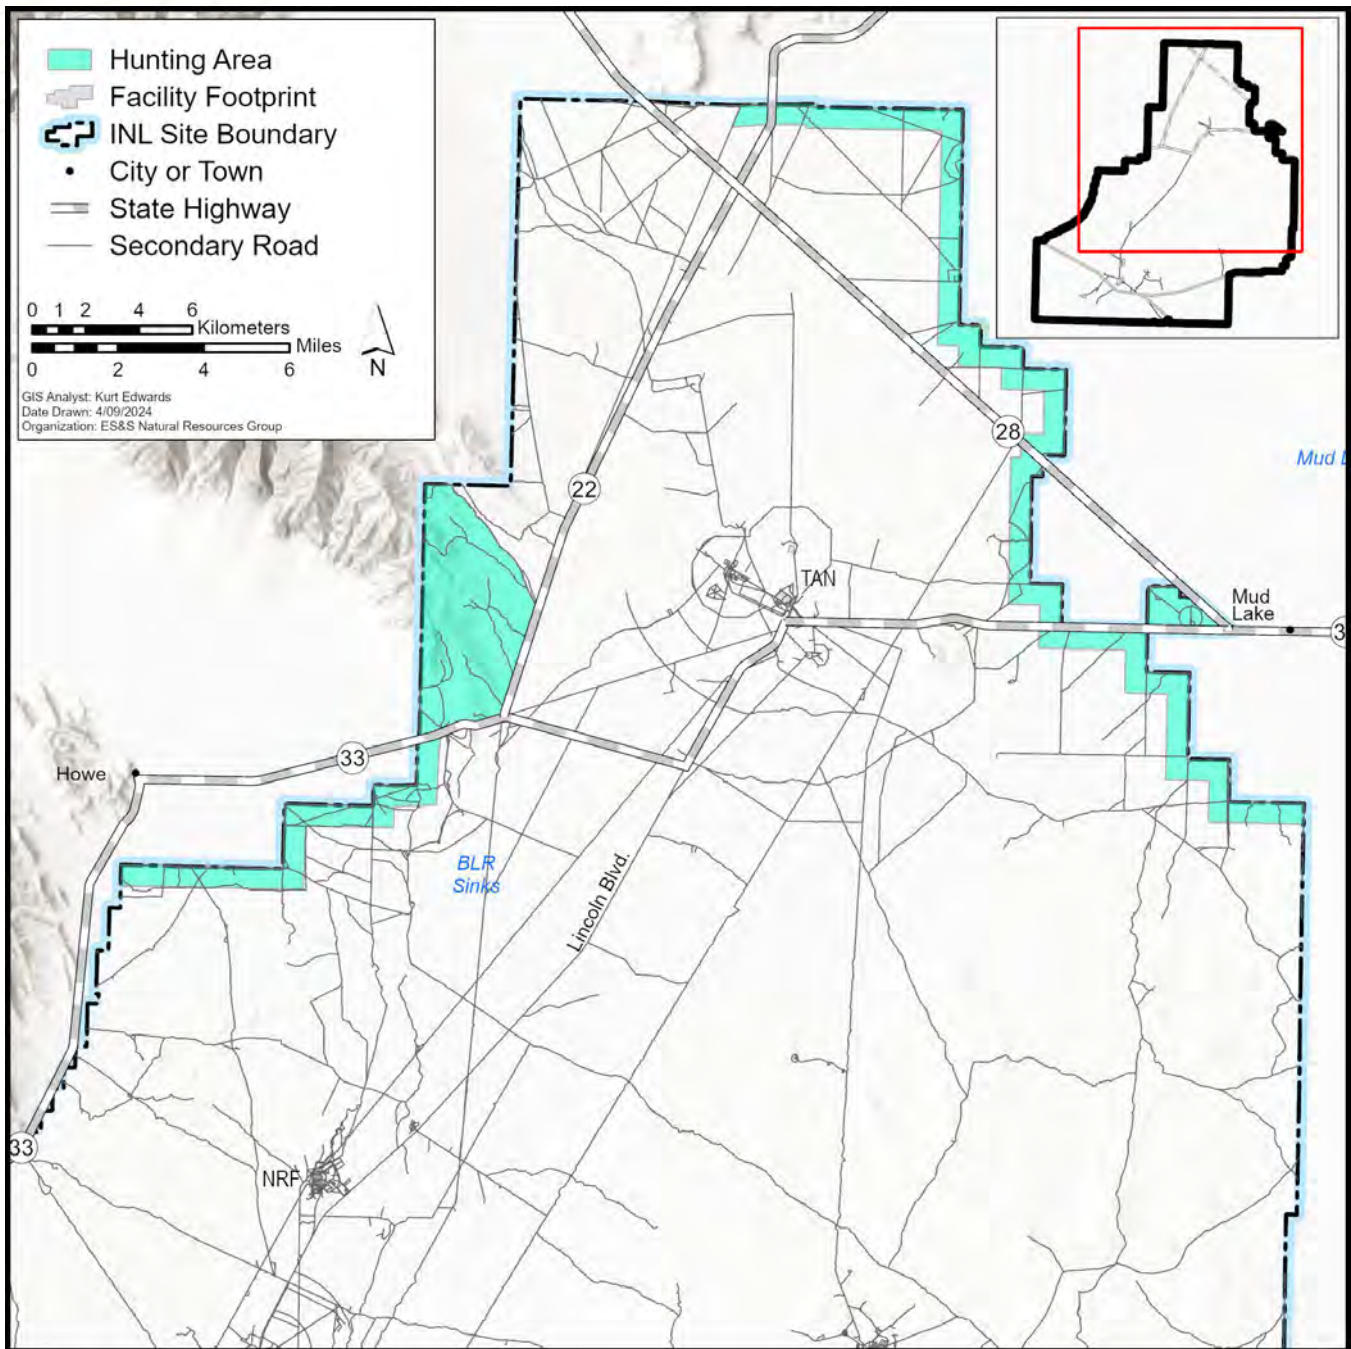 Hunting Area
Facility Footprint
INL Site Boundary
City or Town
State Highway
Secondary Road
0 1 2 4 6
Kilometers
Miles
0 2 4 6
N
GIS Analyst: Kurt Edwards
Date Drawn: 4/09/2024
Organization: ES&S Natural Resources Group
28
Mud
22
TAN
Mud
Lake
33
Howe
BLR
Sinks
Lincoln Blvd.
33
NRF